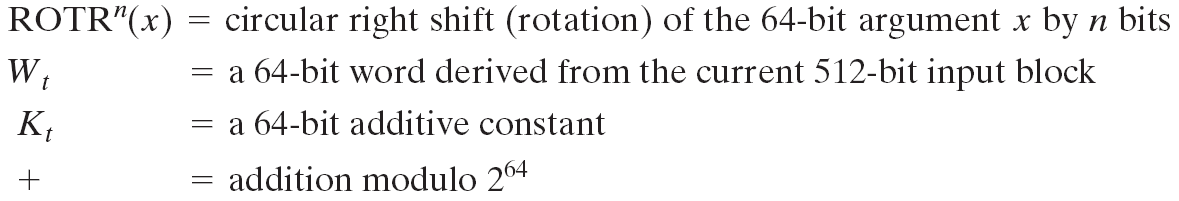 ROTRⁿ(x) = circular right shift (rotation) of the 64-bit argument x by n bits
Wₜ = a 64-bit word derived from the current 512-bit input block
Kₜ = a 64-bit additive constant
+ = addition modulo 2⁶⁴